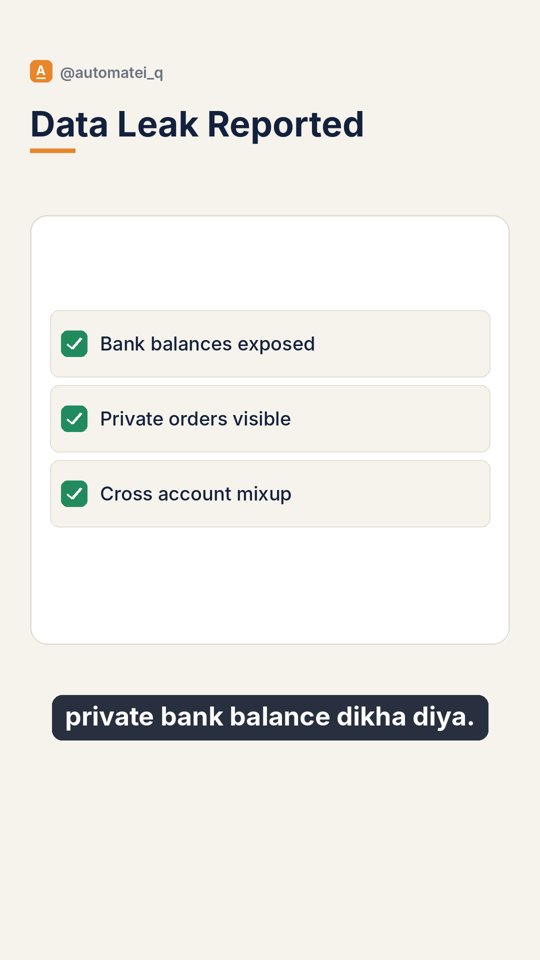 A
@automatei_q
Data Leak Reported
Bank balances exposed
Private orders visible
Cross account mixup
private bank balance dikha diya.